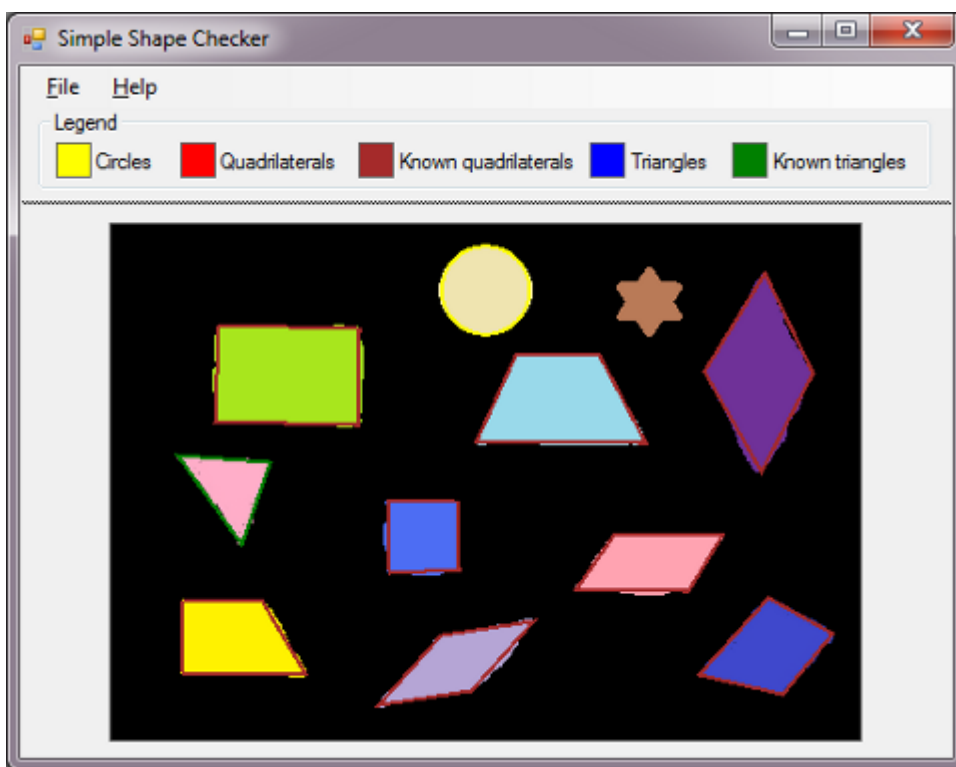 Simple Shape Checker
File Help
Legend
Circles Quadrilaterals Known quadrilaterals Triangles Known triangles